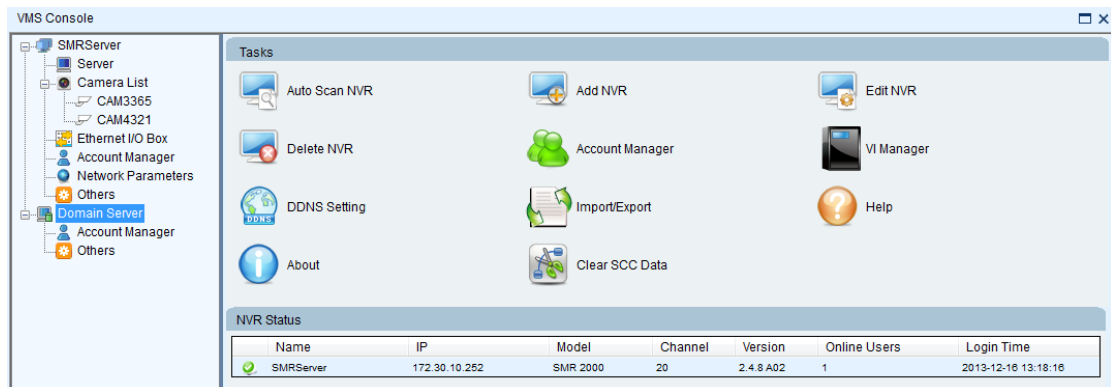 VMS Console
SMRServer
Server
Camera List
CAM3365
CAM4321
Ethernet I/O Box
Account Manager
Network Parameters
Others
Domain Server
Account Manager
Others
Tasks
Auto Scan NVR
Add NVR
Edit NVR
Delete NVR
Account Manager
VI Manager
DDNS
DDNS Setting
Import/Export
Help
About
Clear SCC Data
NVR Status
Name IP Model Channel Version Online Users Login Time
SMRServer 172.30.10.252 SMR 2000 20 2.4.8 A02 1 2013-12-16 13:18:16